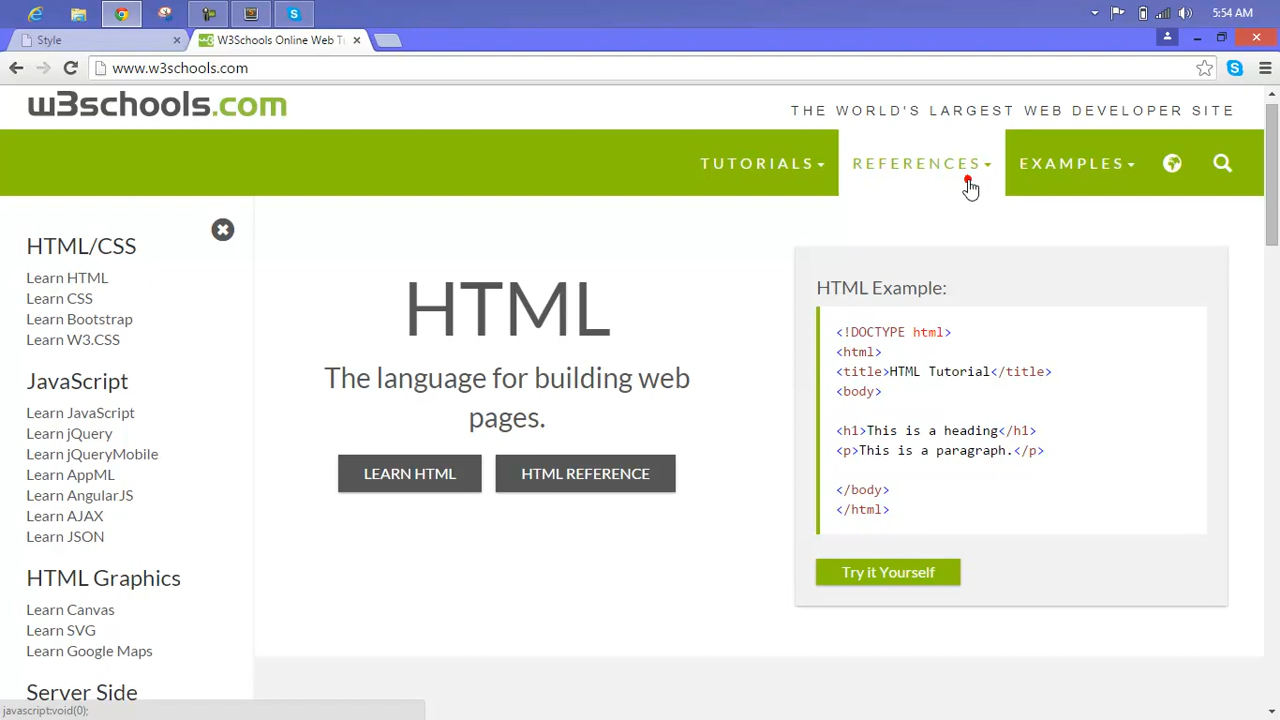 5:54 AM
Style
W3Schools Online Web T
www.w3schools.com
w3schools.com
THE WORLD'S LARGEST WEB DEVELOPER SITE
TUTORIALS
REFERENCES
EXAMPLES
HTML/CSS
Learn HTML
Learn CSS
Learn Bootstrap
Learn W3.CSS
JavaScript
Learn JavaScript
Learn jQuery
Learn jQueryMobile
Learn AppML
Learn AngularJS
Learn AJAX
Learn JSON
HTML Graphics
Learn Canvas
Learn SVG
Learn Google Maps
Server Side
HTML
The language for building web
pages.
LEARN HTML
HTML REFERENCE
HTML Example:
<!DOCTYPE html>
<html>
<title>HTML Tutorial</title>
<body>
<h1>This is a heading</h1>
<p>This is a paragraph.</p>
</body>
</html>
Try it Yourself
javascript:void(0);